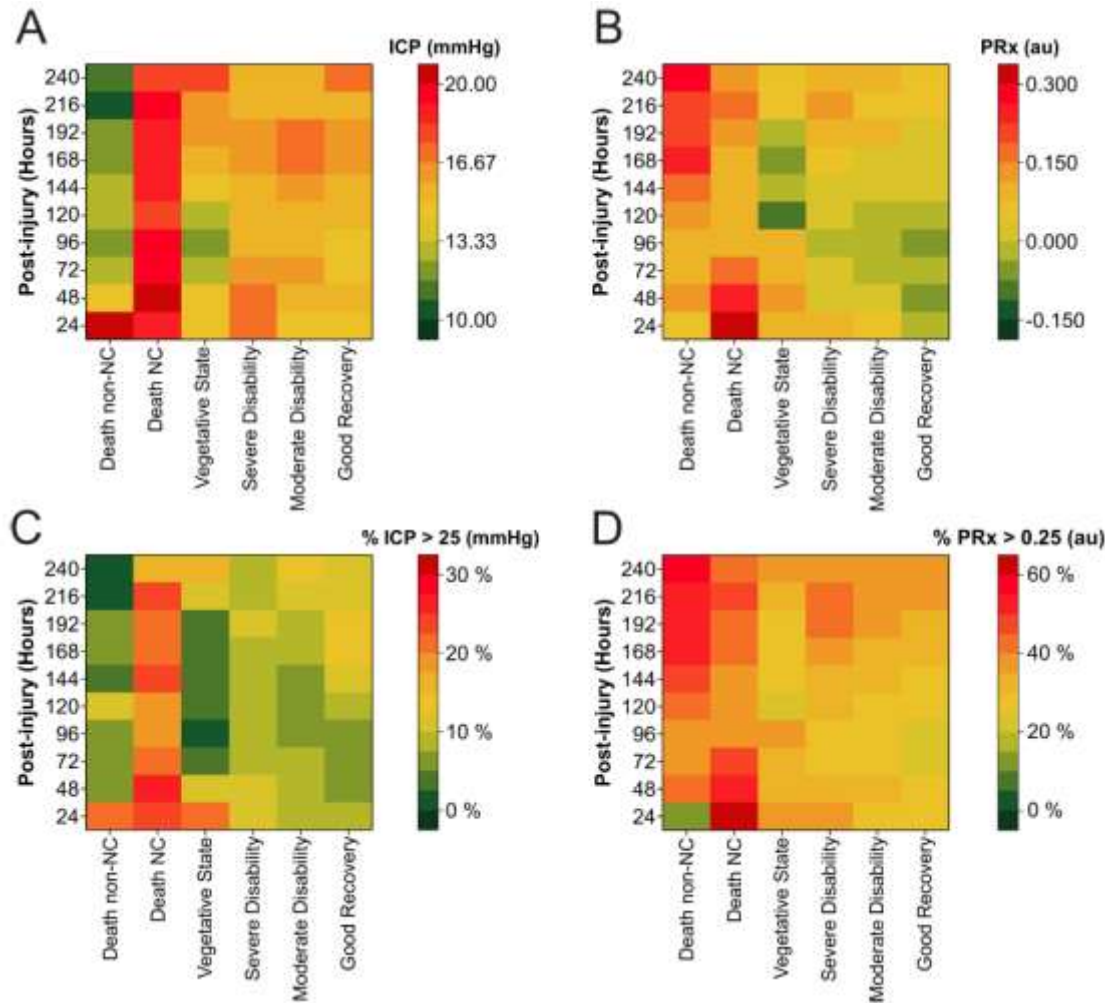 A
ICP (mmHg)
Post-injury (Hours)
240
216
192
168
144
120
96
72
48
24
20.00
16.67
13.33
10.00
Death non-NC
Death NC
Vegetative State
Severe Disability
Moderate Disability
Good Recovery
B
PRx (au)
Post-injury (Hours)
240
216
192
168
144
120
96
72
48
24
0.300
0.150
0.000
-0.150
Death non-NC
Death NC
Vegetative State
Severe Disability
Moderate Disability
Good Recovery
C
% ICP > 25 (mmHg)
Post-injury (Hours)
240
216
192
168
144
120
96
72
48
24
30 %
20 %
10 %
0 %
Death non-NC
Death NC
Vegetative State
Severe Disability
Moderate Disability
Good Recovery
D
% PRx > 0.25 (au)
Post-injury (Hours)
240
216
192
168
144
120
96
72
48
24
60 %
40 %
20 %
0 %
Death non-NC
Death NC
Vegetative State
Severe Disability
Moderate Disability
Good Recovery